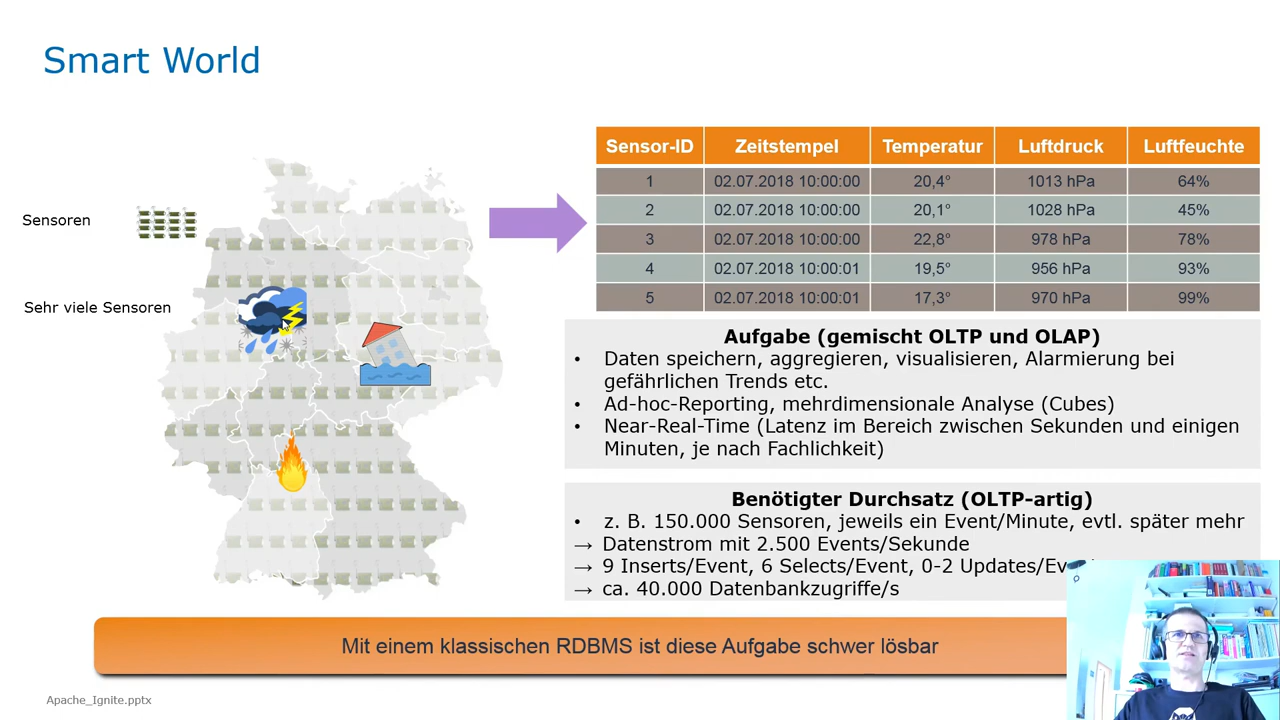 Smart World
Sensoren
Sehr viele Sensoren
Sensor-ID Zeitstempel Temperatur Luftdruck Luftfeuchte
1 02.07.2018 10:00:00 20,4° 1013 hPa 64%
2 02.07.2018 10:00:00 20,1° 1028 hPa 45%
3 02.07.2018 10:00:00 22,8° 978 hPa 78%
4 02.07.2018 10:00:01 19,5° 956 hPa 93%
5 02.07.2018 10:00:01 17,3° 970 hPa 99%
Aufgabe (gemischt OLTP und OLAP)
• Daten speichern, aggregieren, visualisieren, Alarmierung bei
gefährlichen Trends etc.
• Ad-hoc-Reporting, mehrdimensionale Analyse (Cubes)
• Near-Real-Time (Latenz im Bereich zwischen Sekunden und einigen
Minuten, je nach Fachlichkeit)
Benötigter Durchsatz (OLTP-artig)
• z. B. 150.000 Sensoren, jeweils ein Event/Minute, evtl. später mehr
→ Datenstrom mit 2.500 Events/Sekunde
→ 9 Inserts/Event, 6 Selects/Event, 0-2 Updates/
→ ca. 40.000 Datenbankzugriffe/s
Mit einem klassischen RDBMS ist diese Aufgabe schwer lösbar
Apache_Ignite.pptx